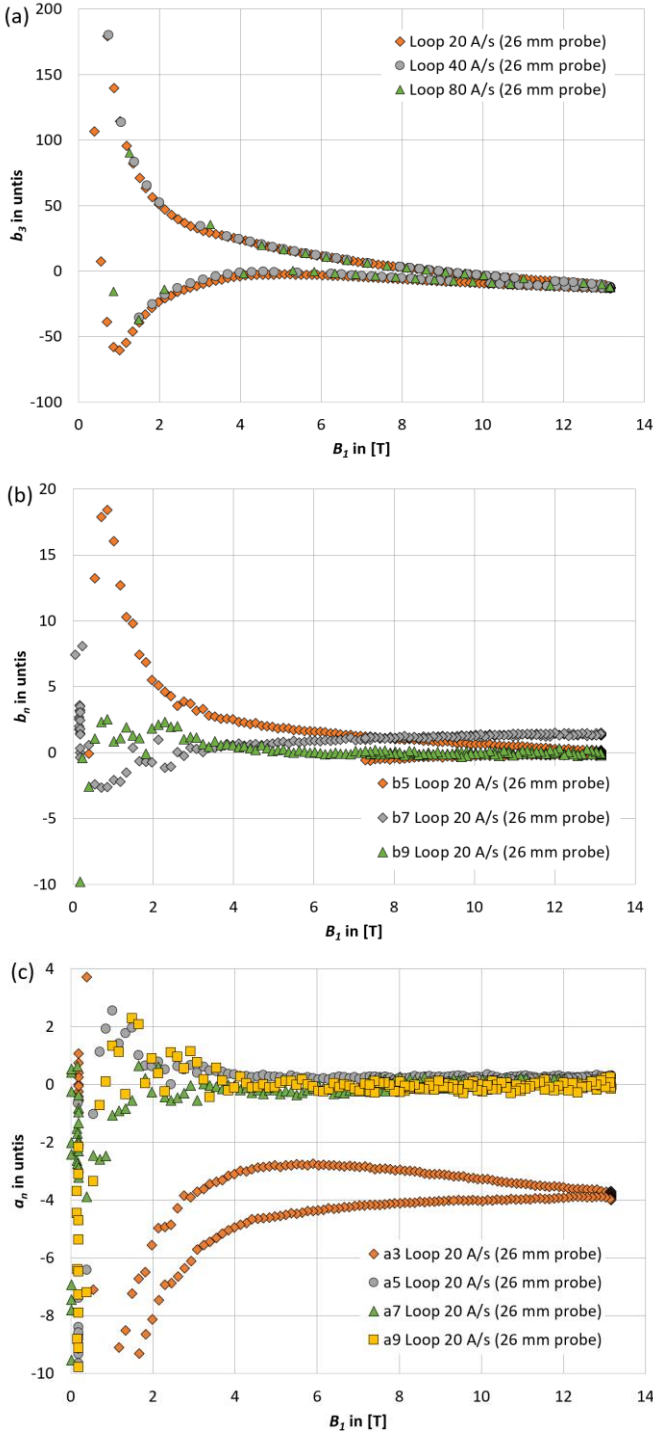 (a)
200
150
100
50
0
-50
-100
b3 in untis
Loop 20 A/s (26 mm probe)
Loop 40 A/s (26 mm probe)
Loop 80 A/s (26 mm probe)
0 2 4 6 8 10 12 14
B1 in [T]
(b)
20
15
10
5
0
-5
-10
bn in untis
b5 Loop 20 A/s (26 mm probe)
b7 Loop 20 A/s (26 mm probe)
b9 Loop 20 A/s (26 mm probe)
0 2 4 6 8 10 12 14
B1 in [T]
(c)
4
2
0
-2
-4
-6
-8
-10
an in untis
a3 Loop 20 A/s (26 mm probe)
a5 Loop 20 A/s (26 mm probe)
a7 Loop 20 A/s (26 mm probe)
a9 Loop 20 A/s (26 mm probe)
0 2 4 6 8 10 12 14
B1 in [T]